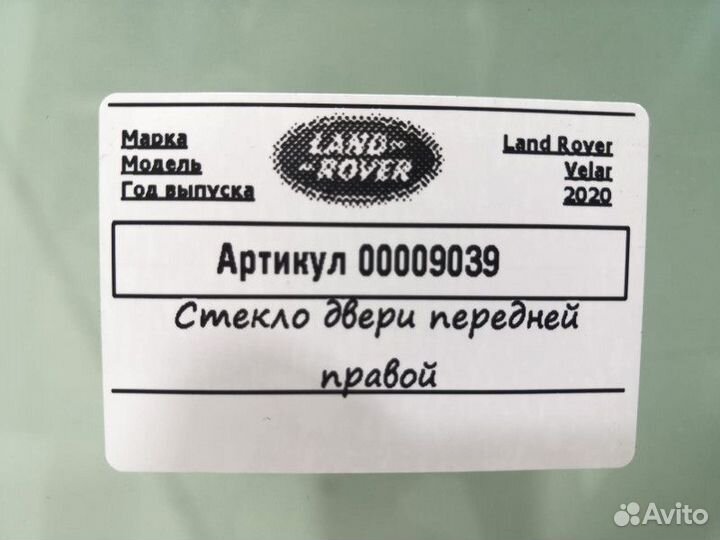 Марка
Модель
Год выпуска
LAND
ROVER
Land Rover
Velar
2020
Артикул 00009039
Стекло двери передней
правой
Avito